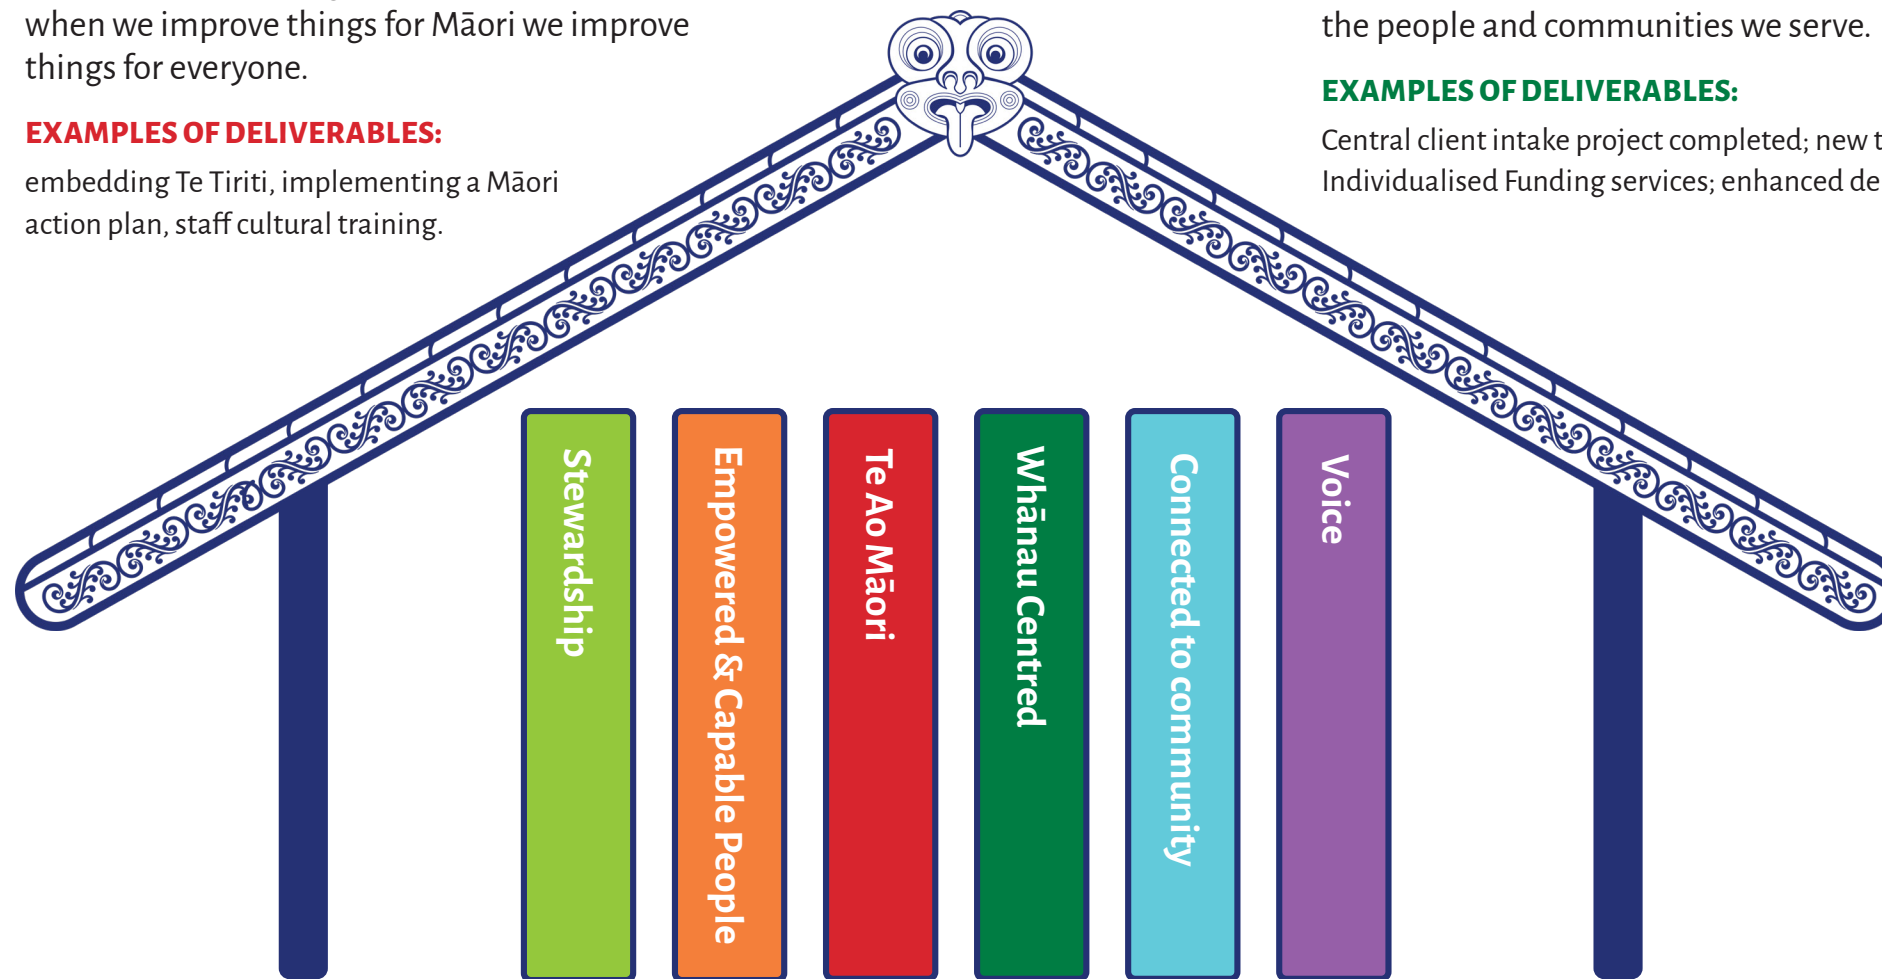 when we improve things for Māori we improve
things for everyone.
EXAMPLES OF DELIVERABLES:
embedding Te Tiriti, implementing a Māori
action plan, staff cultural training.
the people and communities we serve.
EXAMPLES OF DELIVERABLES:
Central client intake project completed; new
Individualised Funding services; enhanced
Stewardship
Empowered & Capable People
Te Ao Māori
Whānau Centred
Connected to community
Voice